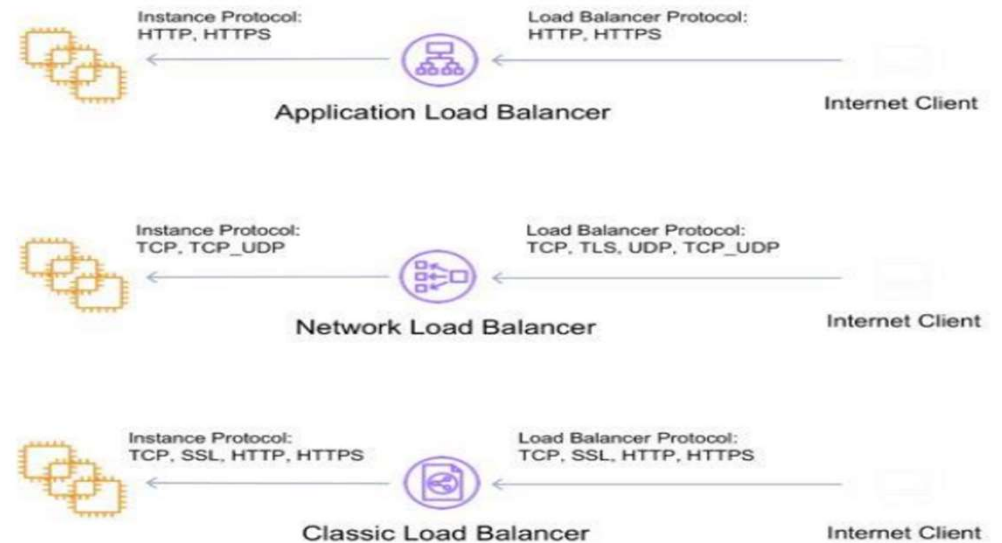 Instance Protocol:
HTTP, HTTPS
Load Balancer Protocol:
HTTP, HTTPS
Application Load Balancer
Internet Client
Instance Protocol:
TCP, TCP_UDP
Load Balancer Protocol:
TCP, TLS, UDP, TCP_UDP
Network Load Balancer
Internet Client
Instance Protocol:
TCP, SSL, HTTP, HTTPS
Load Balancer Protocol:
TCP, SSL, HTTP, HTTPS
Classic Load Balancer
Internet Client